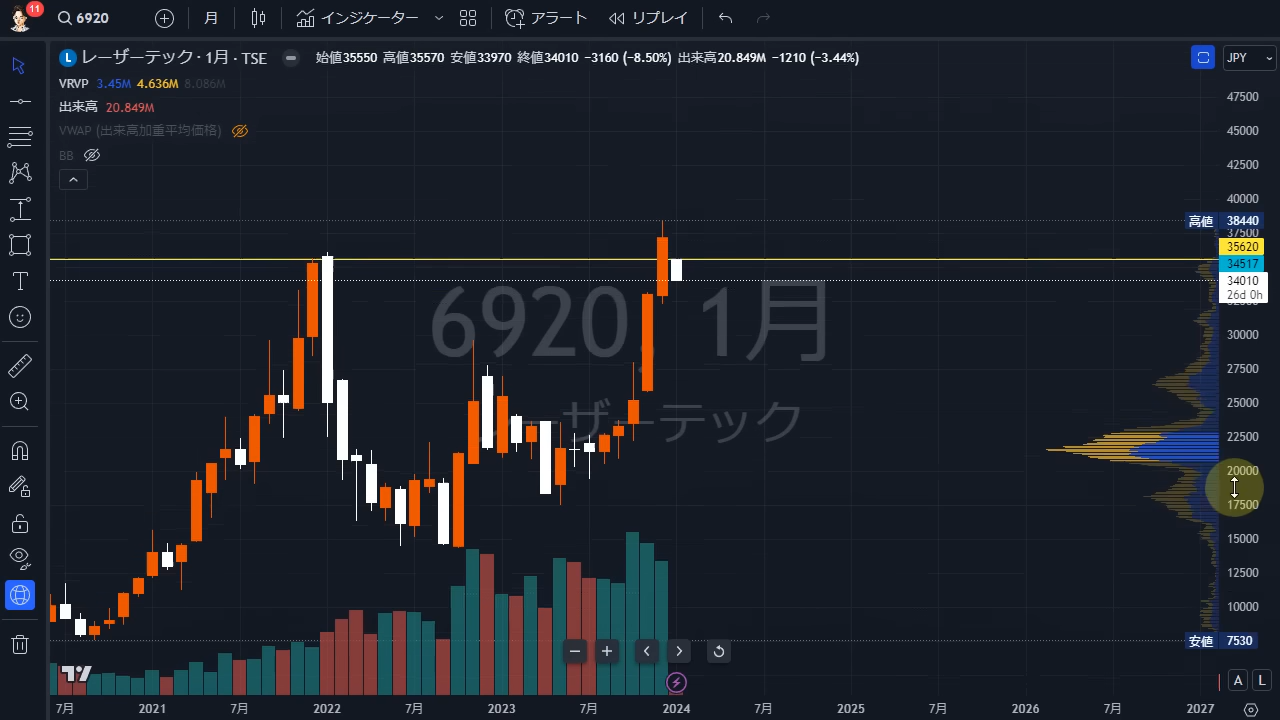 11
6920
月
インジケーター
アラート
リプレイ
L
レーザーテック · 1月 · TSE
始値35550 高値35570 安値33970 終値34010 −3160 (−8.50%) 出来高20.849M −1210 (−3.44%)
JPY
VRVP 3.45M 4.636M 8.086M
出来高 20.849M
VWAP (出来高加重平均価格)
BB
47500
45000
42500
40000
高値 38440
37500
35620
34517
34010
26d 0h
30000
27500
25000
22500
20000
17500
15000
12500
10000
安値 7530
6920, 1月
レーザーテック
7月
2021
7月
2022
7月
2023
7月
2024
7月
2025
7月
2026
7月
2027
A
L